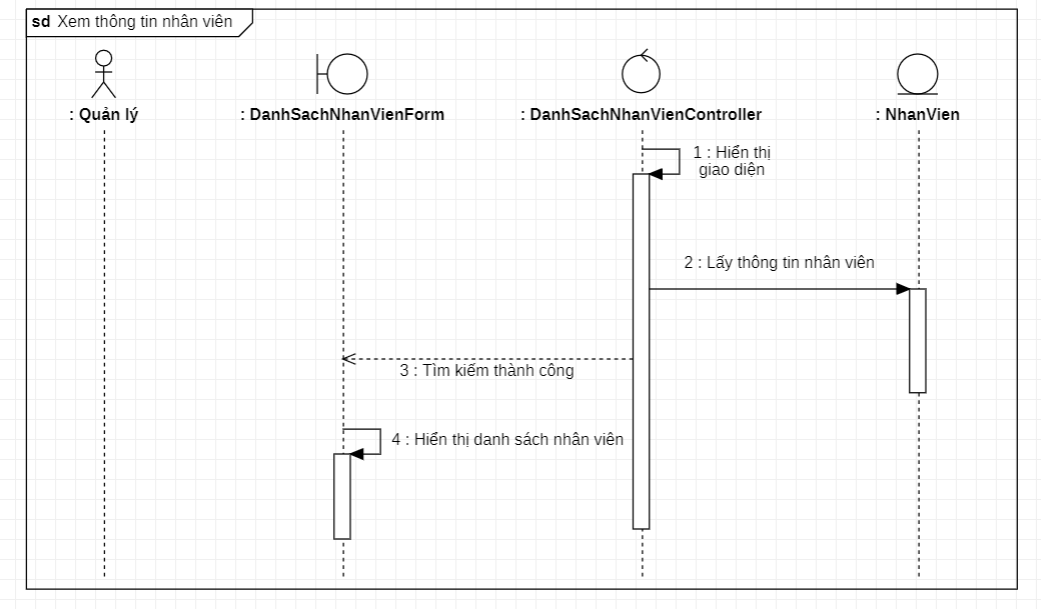 sd Xem thông tin nhân viên
: Quản lý
: DanhSachNhanVienForm
: DanhSachNhanVienController
: NhanVien
1 : Hiển thị
giao diện
2 : Lấy thông tin nhân viên
3 : Tìm kiếm thành công
4 : Hiển thị danh sách nhân viên